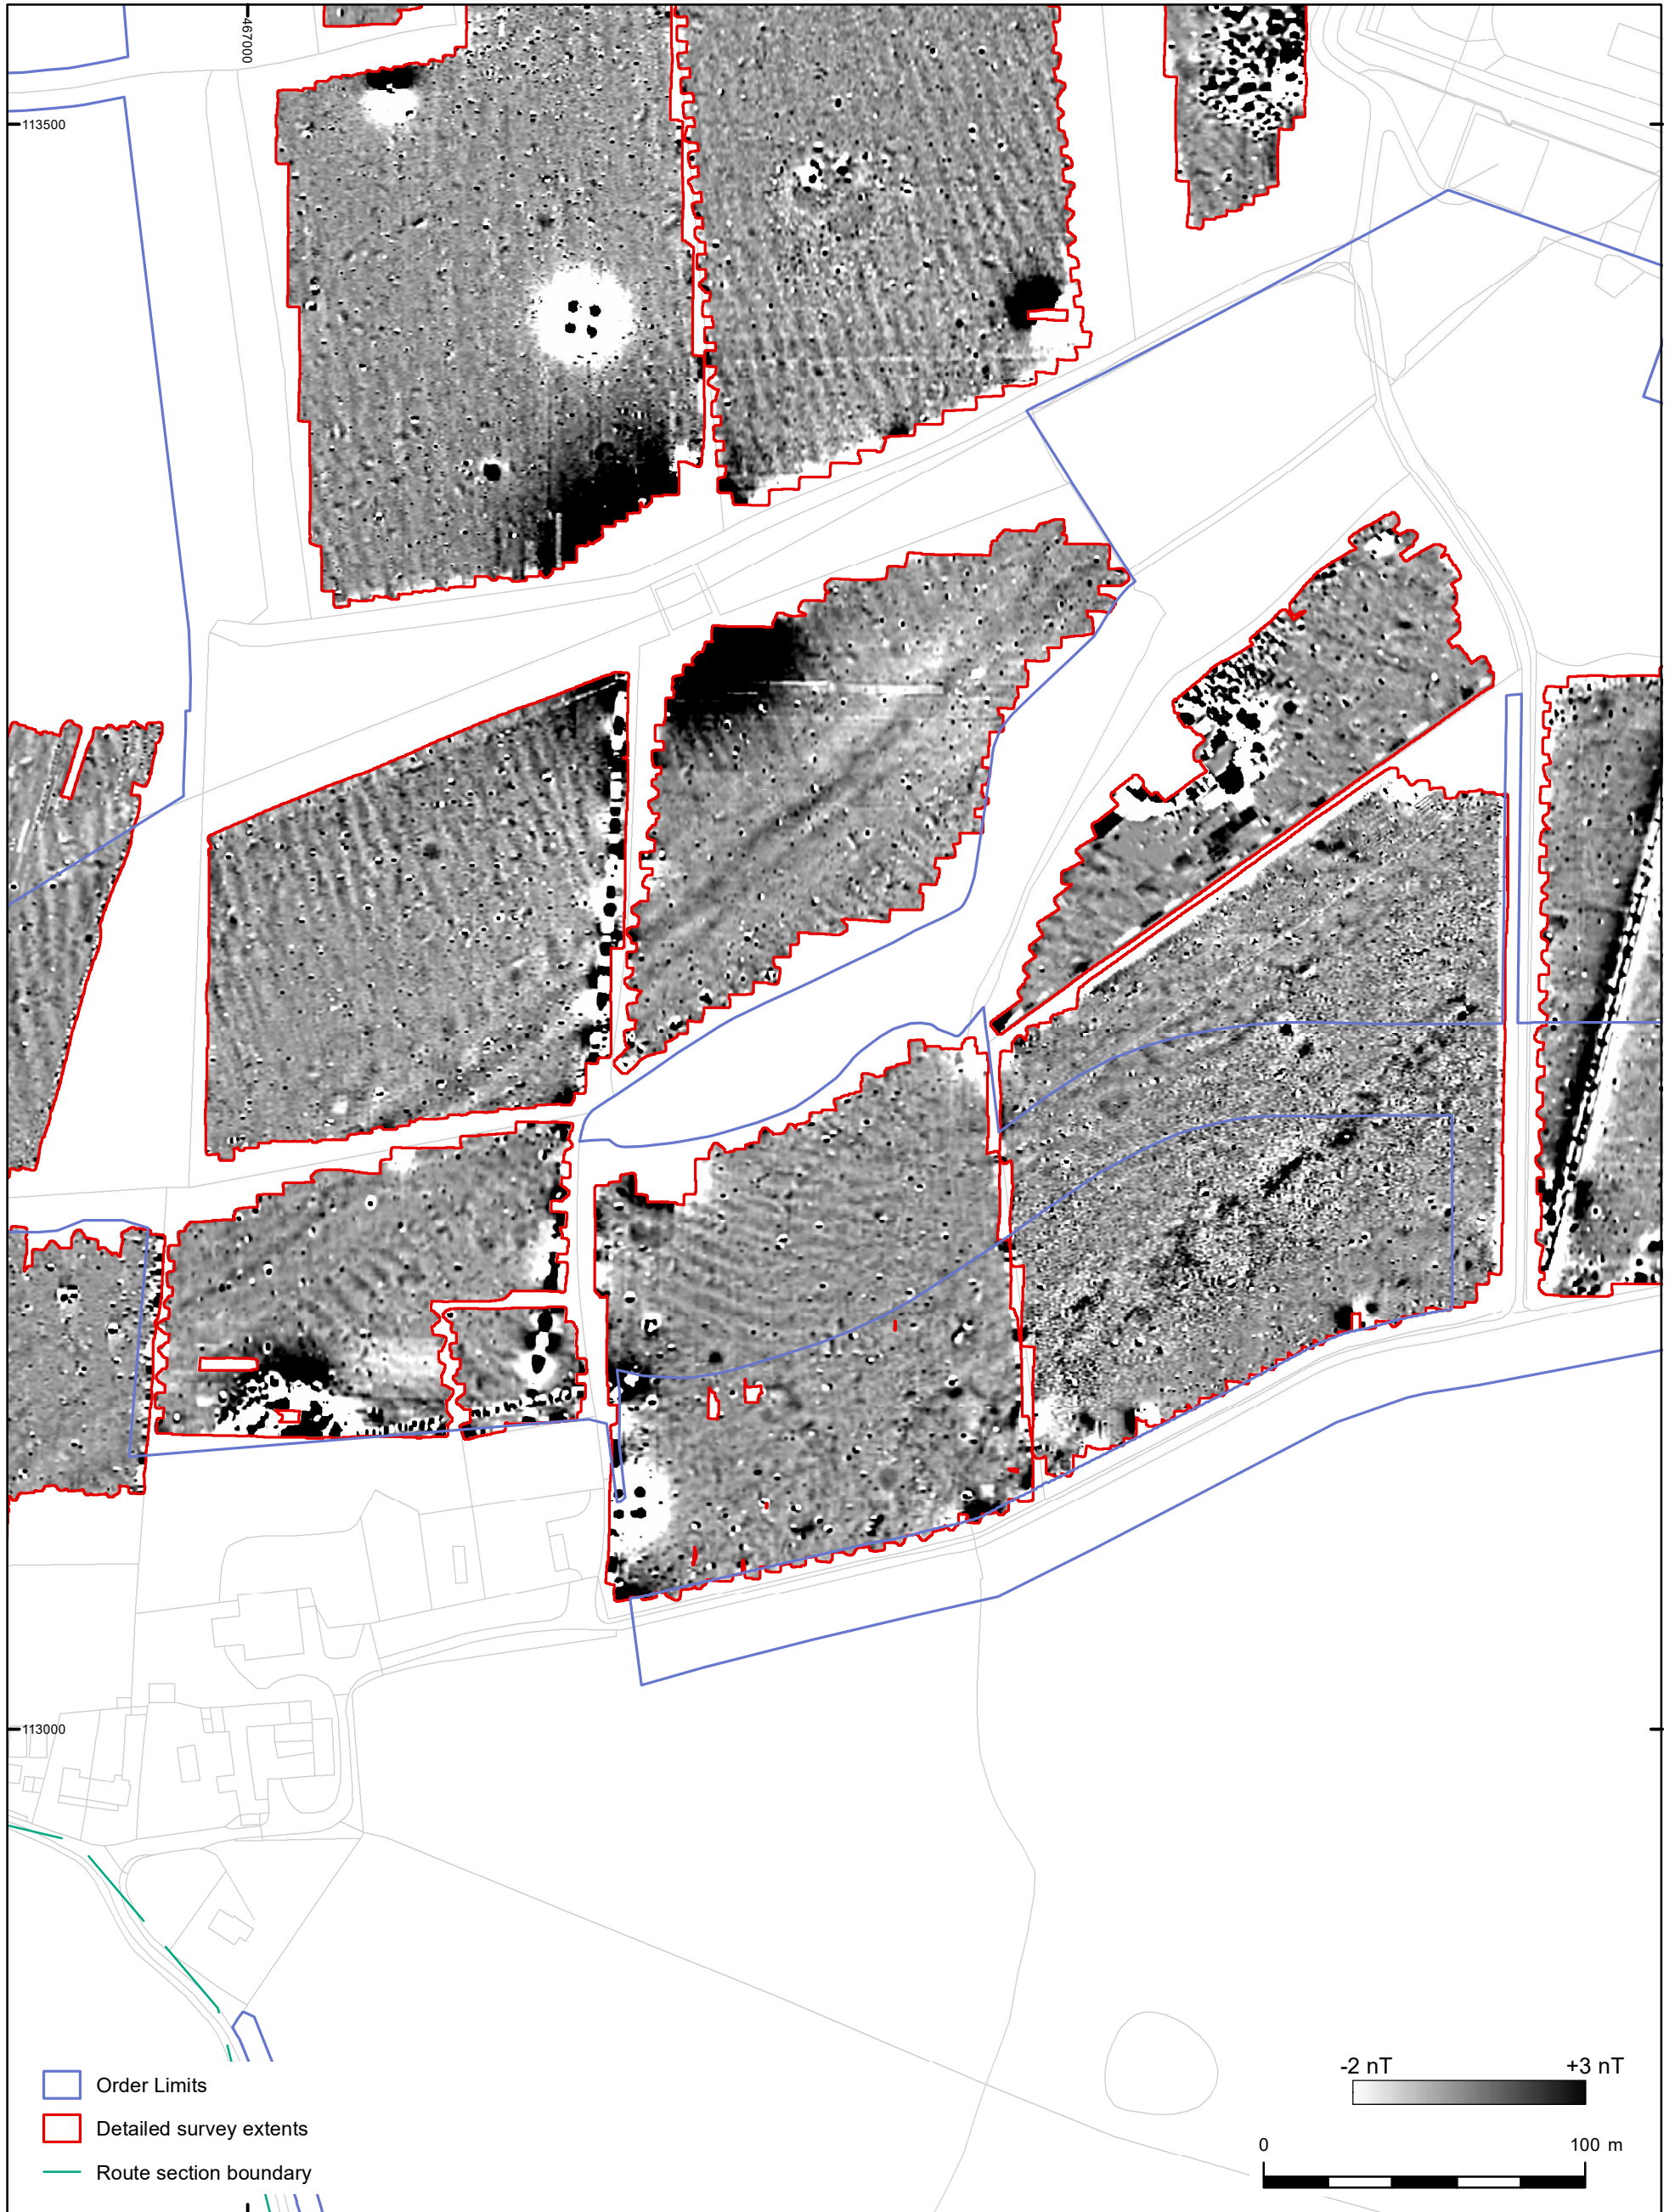 467000
113500
113000
Order Limits
Detailed survey extents
Route section boundary
-2 nT +3 nT
0 100 m